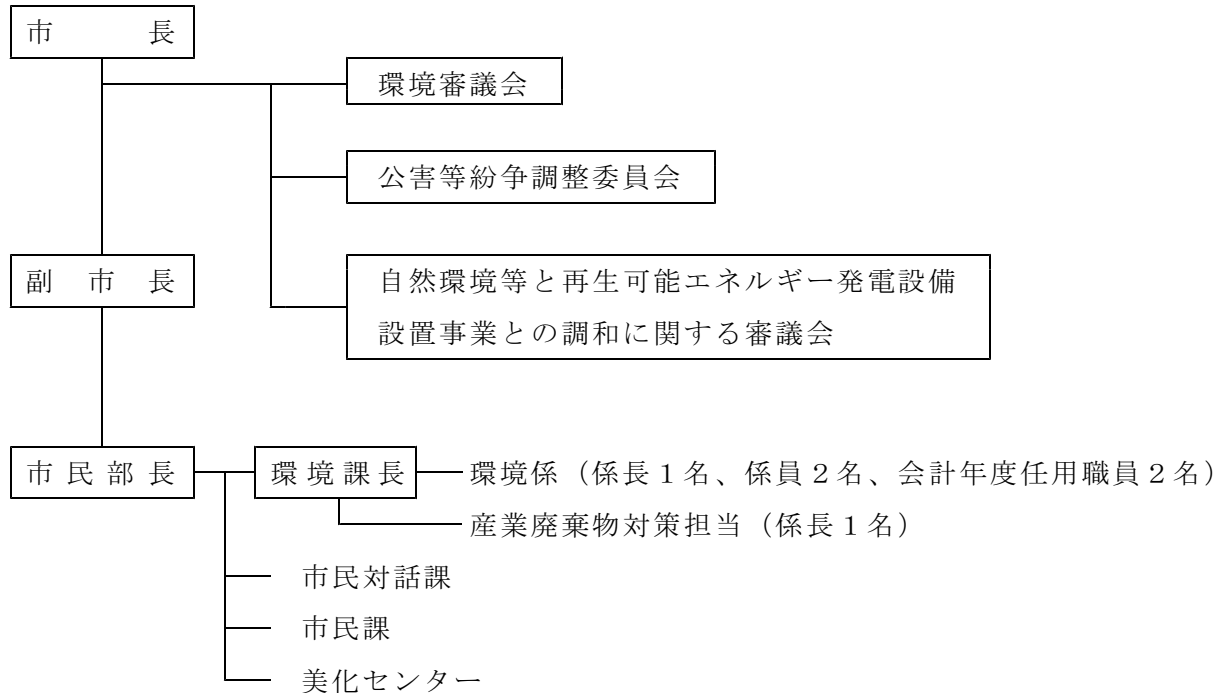 市長
環境審議会
公害等紛争調整委員会
副市長
自然環境等と再生可能エネルギー発電設備
設置事業との調和に関する審議会
市民部長
環境課長
環境係（係長１名、係員２名、会計年度任用職員２名）
産業廃棄物対策担当（係長１名）
市民対話課
市民課
美化センター